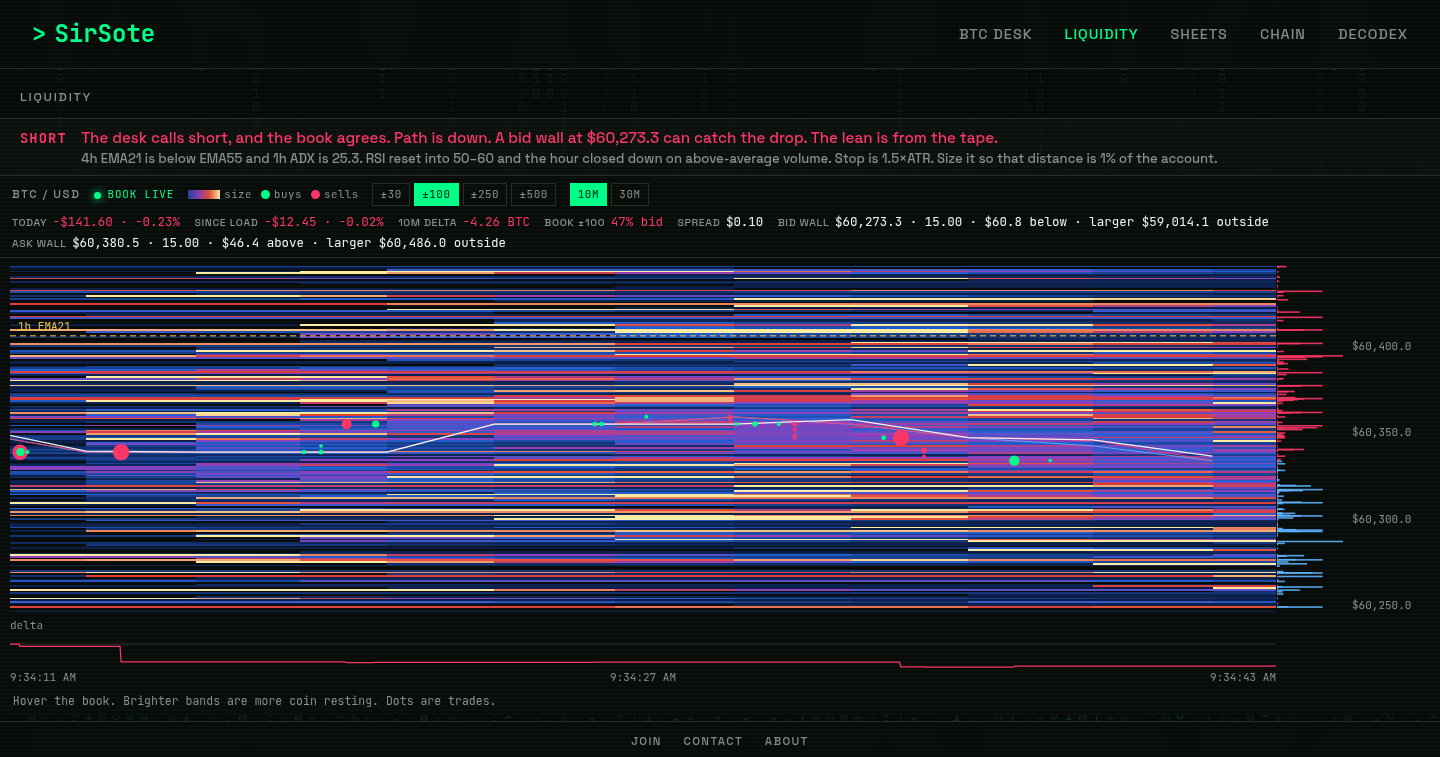 > SirSote
BTC DESK LIQUIDITY SHEETS CHAIN DECODEX
LIQUIDITY
SHORT The desk calls short, and the book agrees. Path is down. A bid wall at $60,273.3 can catch the drop. The lean is from the tape.
4h EMA21 is below EMA55 and 1h ADX is 25.3. RSI reset into 50–60 and the hour closed down on above-average volume. Stop is 1.5×ATR. Size it so that distance is 1% of the account.
BTC / USD BOOK LIVE size buys sells ±30 ±100 ±250 ±500 10M 30M
TODAY -$141.60 · -0.23% SINCE LOAD -$12.45 · -0.02% 10M DELTA -4.26 BTC BOOK ±100 47% bid SPREAD $0.10 BID WALL $60,273.3 · 15.00 · $60.8 below · larger $59,014.1 outside
ASK WALL $60,380.5 · 15.00 · $46.4 above · larger $60,486.0 outside
1h EMA21
$60,400.0
$60,350.0
$60,300.0
$60,250.0
delta
9:34:11 AM 9:34:27 AM 9:34:43 AM
Hover the book. Brighter bands are more coin resting. Dots are trades.
JOIN CONTACT ABOUT